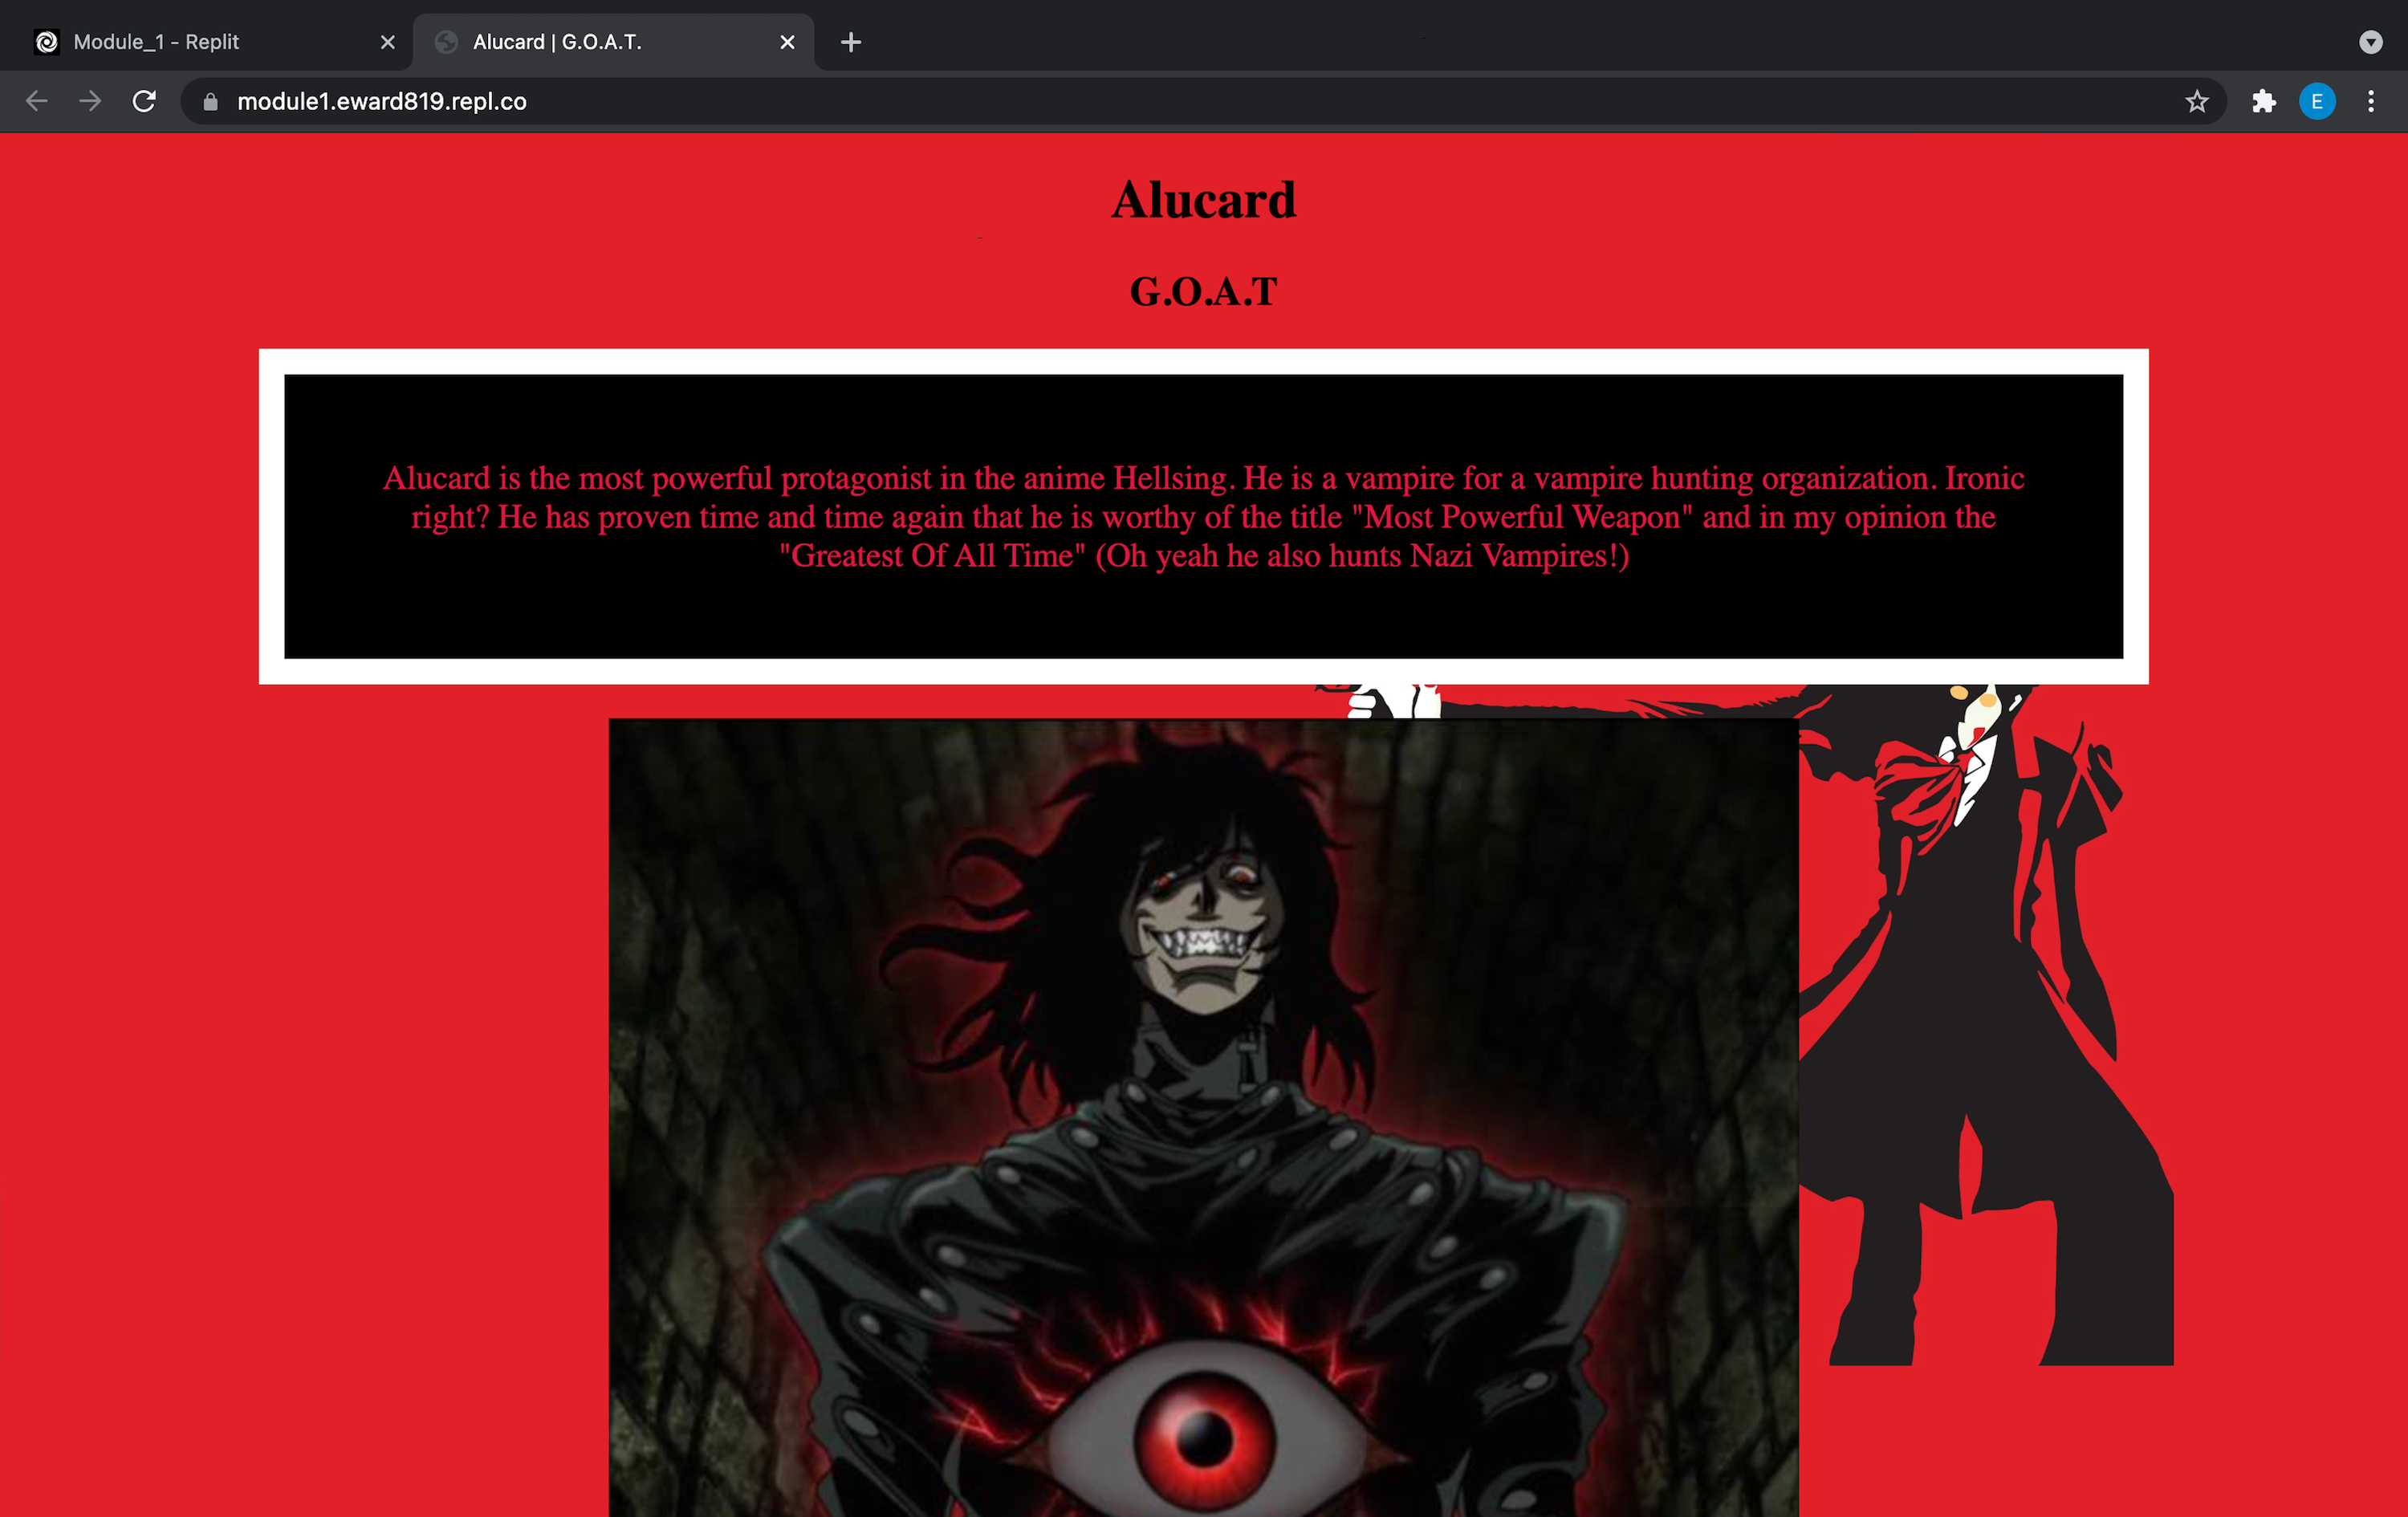 Module_1 - Replit
Alucard | G.O.A.T.
module1.eward819.repl.co
E
Alucard
G.O.A.T
Alucard is the most powerful protagonist in the anime Hellsing. He is a vampire for a vampire hunting organization. Ironic
right? He has proven time and time again that he is worthy of the title "Most Powerful Weapon" and in my opinion the
"Greatest Of All Time" (Oh yeah he also hunts Nazi Vampires!)